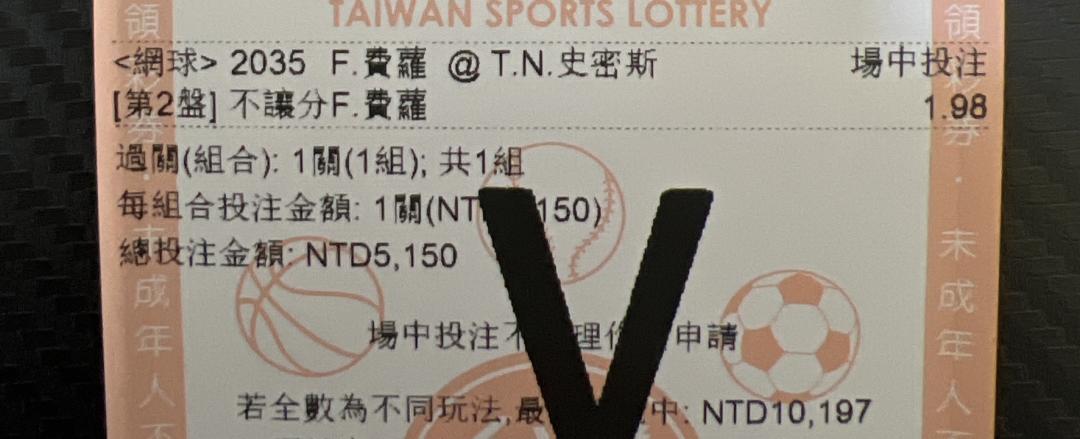 TAIWAN SPORTS LOTTERY
<網球> 2035 F.費蘿 @ T.N.史密斯 場中投注
[第2盤] 不讓分F.費蘿 1.98
過關(組合): 1關(1組); 共1組
每組合投注金額: 1關(NT 150)
總投注金額: NTD5,150
場中投注不 理 申請
若全數為不同玩法,最 中: NTD10,197
領 券 · 未成年人
領 券 · 未成年人